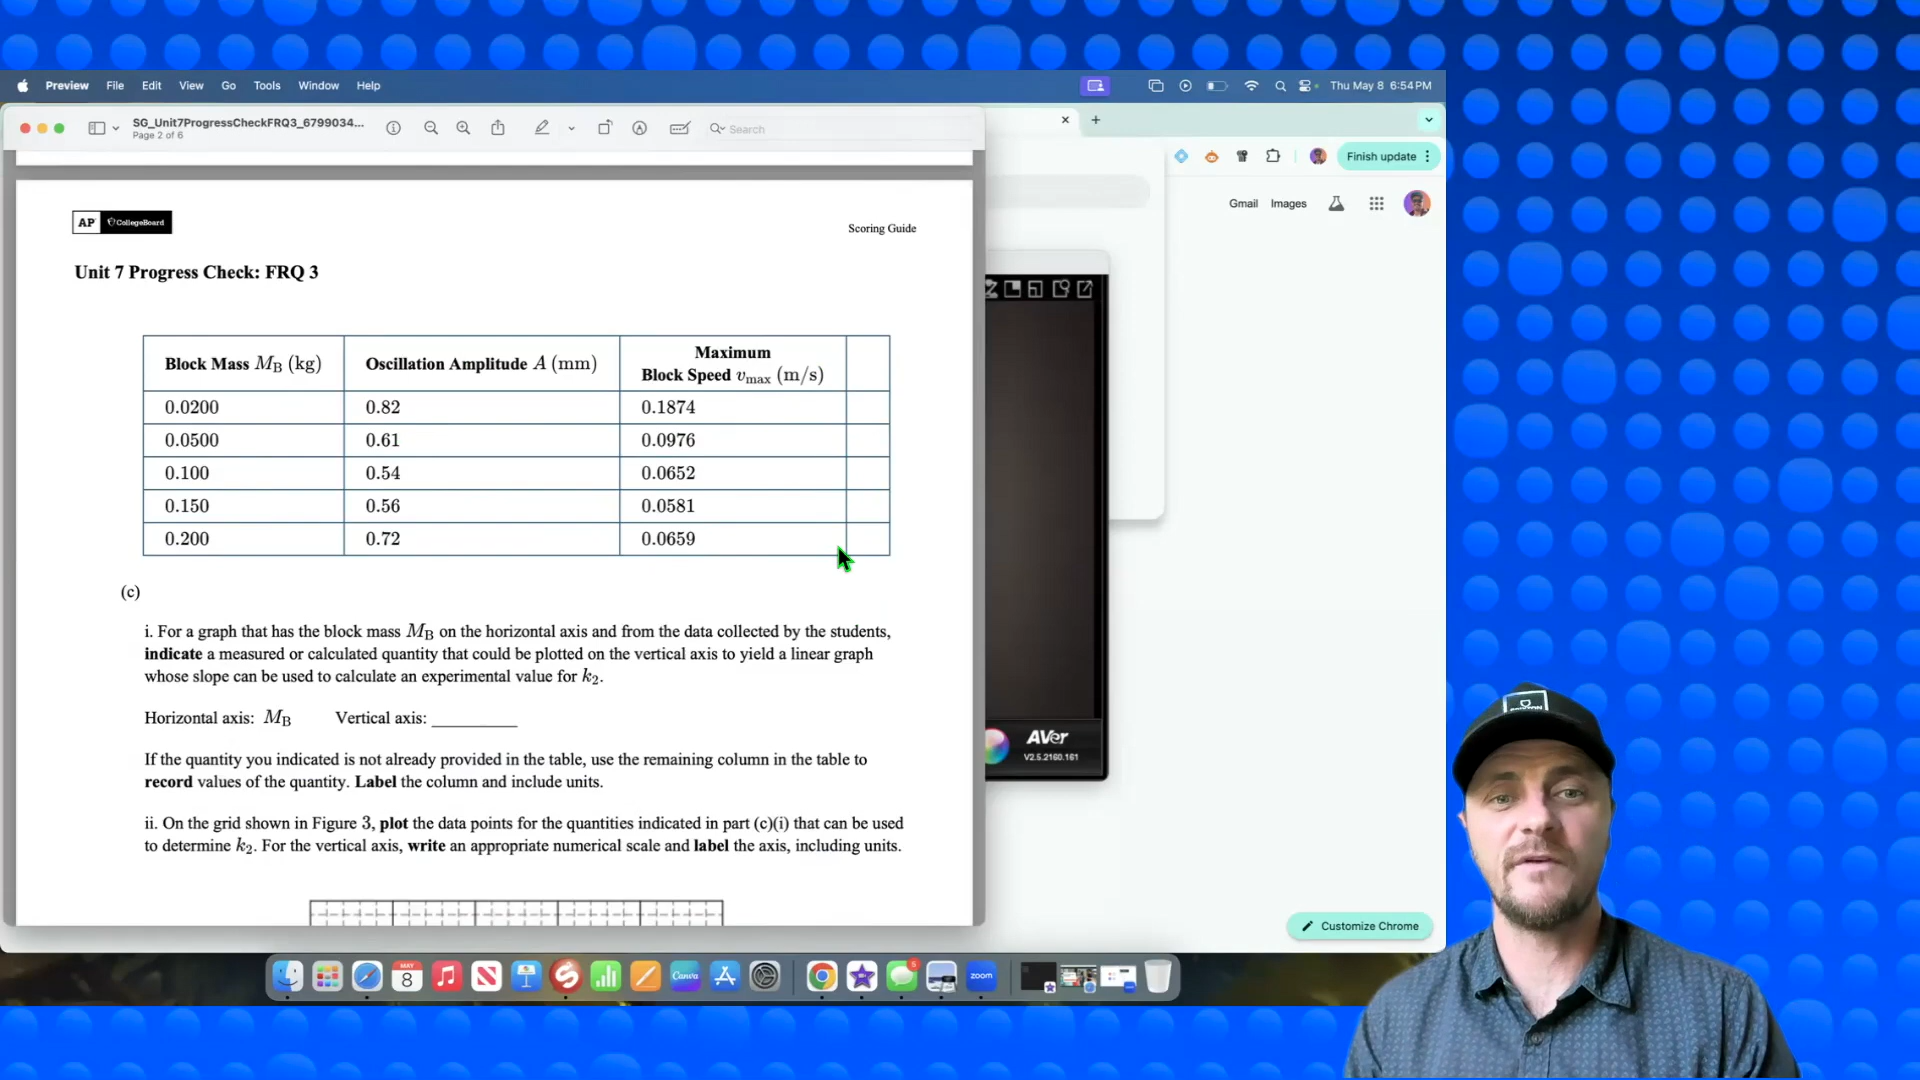 Preview File Edit View Go Tools Window Help
Thu May 8 6:54 PM
SG_Unit7ProgressCheckFRQ3_6799034...
Page 2 of 6
Search
Finish update
Gmail Images
AP CollegeBoard
Scoring Guide
Unit 7 Progress Check: FRQ 3
Block Mass M_B (kg) Oscillation Amplitude A (mm) Maximum Block Speed v_max (m/s)
0.0200 0.82 0.1874
0.0500 0.61 0.0976
0.100 0.54 0.0652
0.150 0.56 0.0581
0.200 0.72 0.0659
(c)
i. For a graph that has the block mass M_B on the horizontal axis and from the data collected by the students,
indicate a measured or calculated quantity that could be plotted on the vertical axis to yield a linear graph
whose slope can be used to calculate an experimental value for k₂.
Horizontal axis: M_B Vertical axis: __________
If the quantity you indicated is not already provided in the table, use the remaining column in the table to
record values of the quantity. Label the column and include units.
ii. On the grid shown in Figure 3, plot the data points for the quantities indicated in part (c)(i) that can be used
to determine k₂. For the vertical axis, write an appropriate numerical scale and label the axis, including units.
AVer
V2.5.2160.161
Customize Chrome
MAY
8
Canva
5
zoom